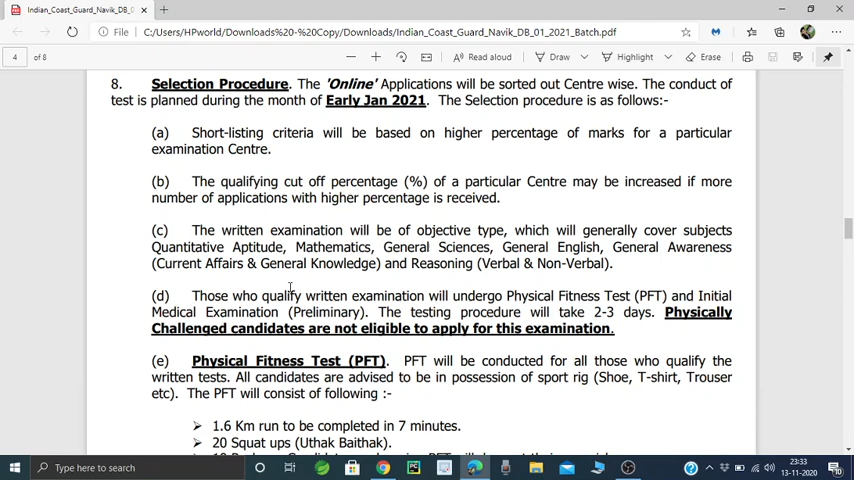 Indian_Coast_Guard_Navik_DB_0
C:/Users/HPworld/Downloads%20-%20Copy/Downloads/Indian_Coast_Guard_Navik_DB_01_2021_Batch.pdf
File
4 of 8
Read aloud
Draw
Highlight
Erase
8. Selection Procedure. The 'Online' Applications will be sorted out Centre wise. The conduct of
test is planned during the month of Early Jan 2021. The Selection procedure is as follows:-
(a) Short-listing criteria will be based on higher percentage of marks for a particular
examination Centre.
(b) The qualifying cut off percentage (%) of a particular Centre may be increased if more
number of applications with higher percentage is received.
(c) The written examination will be of objective type, which will generally cover subjects
Quantitative Aptitude, Mathematics, General Sciences, General English, General Awareness
(Current Affairs & General Knowledge) and Reasoning (Verbal & Non-Verbal).
(d) Those who qualify written examination will undergo Physical Fitness Test (PFT) and Initial
Medical Examination (Preliminary). The testing procedure will take 2-3 days. Physically
Challenged candidates are not eligible to apply for this examination.
(e) Physical Fitness Test (PFT). PFT will be conducted for all those who qualify the
written tests. All candidates are advised to be in possession of sport rig (Shoe, T-shirt, Trouser
etc). The PFT will consist of following :-
➢ 1.6 Km run to be completed in 7 minutes.
➢ 20 Squat ups (Uthak Baithak).
Type here to search
23:33
13-11-2020